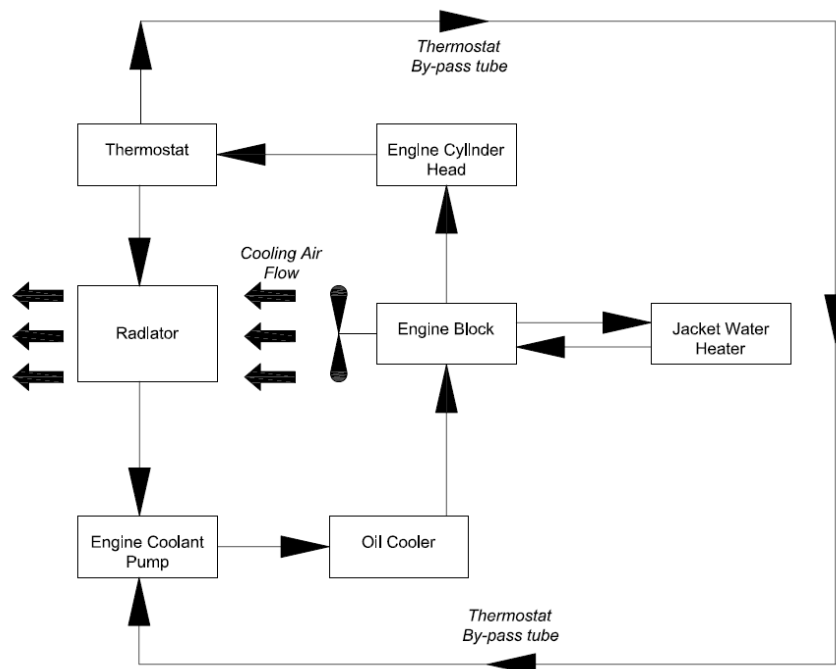 Thermostat
By-pass tube
Thermostat
Engine Cylinder
Head
Cooling Air
Flow
Radiator
Engine Block
Jacket Water
Heater
Engine Coolant
Pump
Oil Cooler
Thermostat
By-pass tube